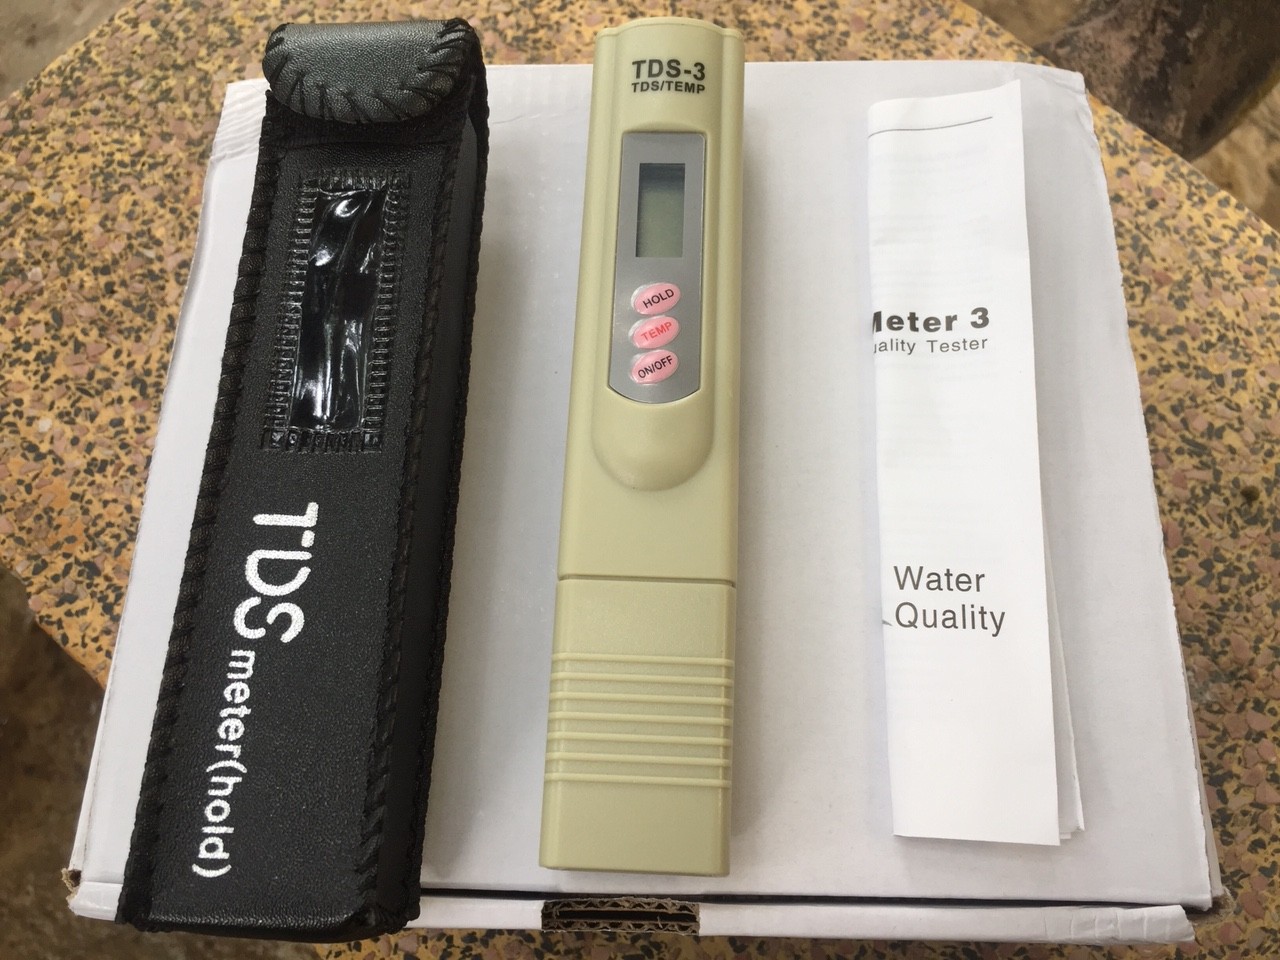 TDS meter(hold)
TDS-3
TDS/TEMP
HOLD
TEMP
ON/OFF
Meter 3
uality Tester
Water
Quality